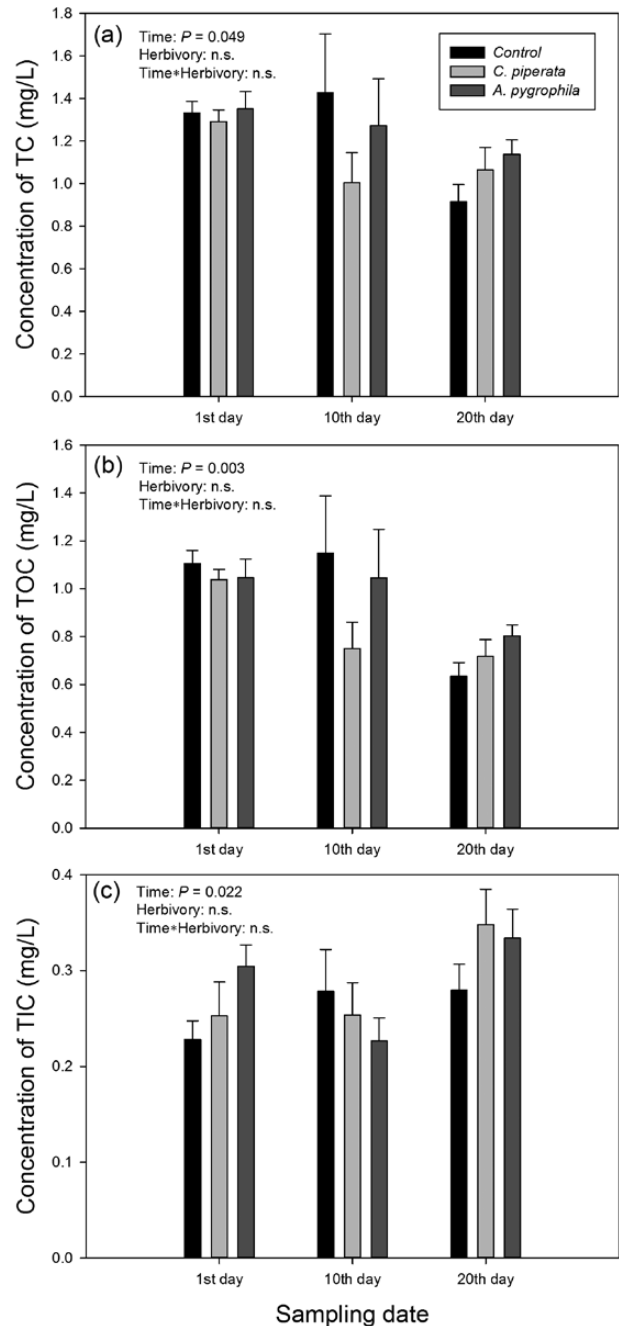 (a)
Time: P = 0.049
Herbivory: n.s.
Time∗Herbivory: n.s.
Control
C. piperata
A. pygrophila
Concentration of TC (mg/L)
1.8
1.6
1.4
1.2
1.0
0.8
0.6
0.4
0.2
0.0
1st day
10th day
20th day
(b)
Time: P = 0.003
Herbivory: n.s.
Time∗Herbivory: n.s.
Concentration of TOC (mg/L)
1.6
1.4
1.2
1.0
0.8
0.6
0.4
0.2
0.0
1st day
10th day
20th day
(c)
Time: P = 0.022
Herbivory: n.s.
Time∗Herbivory: n.s.
Concentration of TIC (mg/L)
0.4
0.3
0.2
0.1
0.0
1st day
10th day
20th day
Sampling date